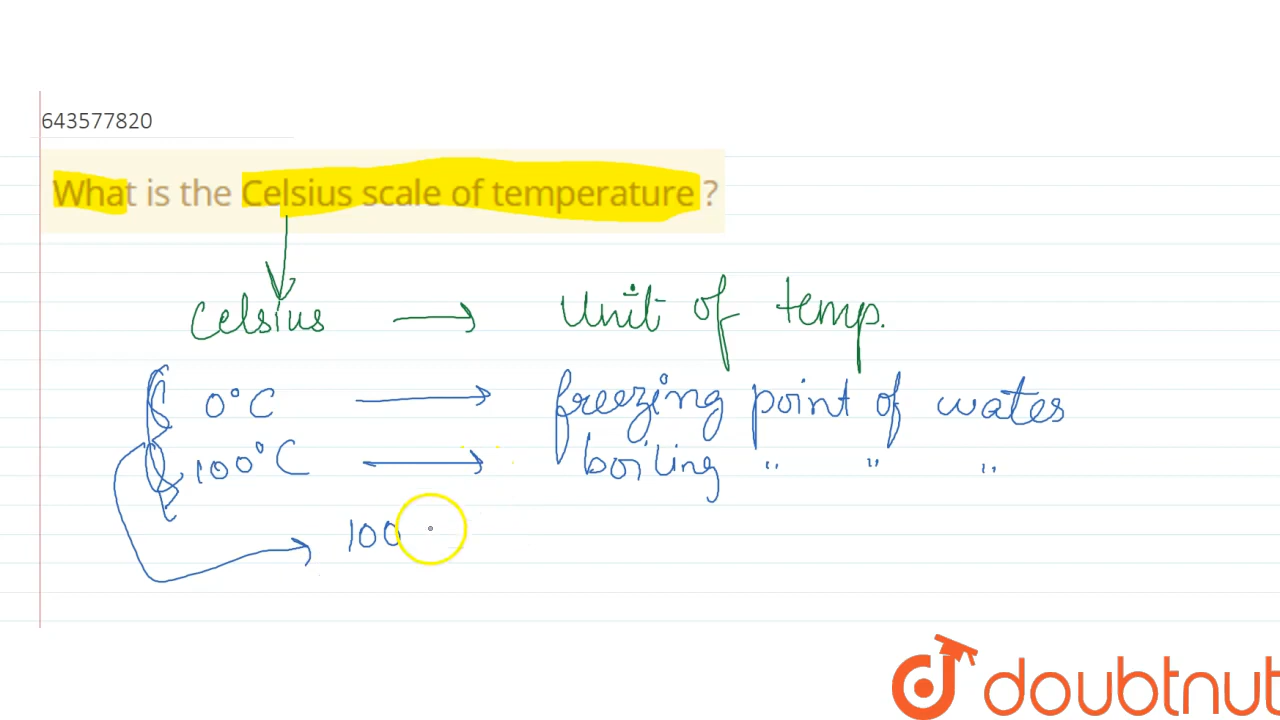 643577820
What is the Celsius scale of temperature ?
Celsius → Unit of temp.
0°C → freezing point of water
100°C → boiling " " "
→ 100
doubtnut